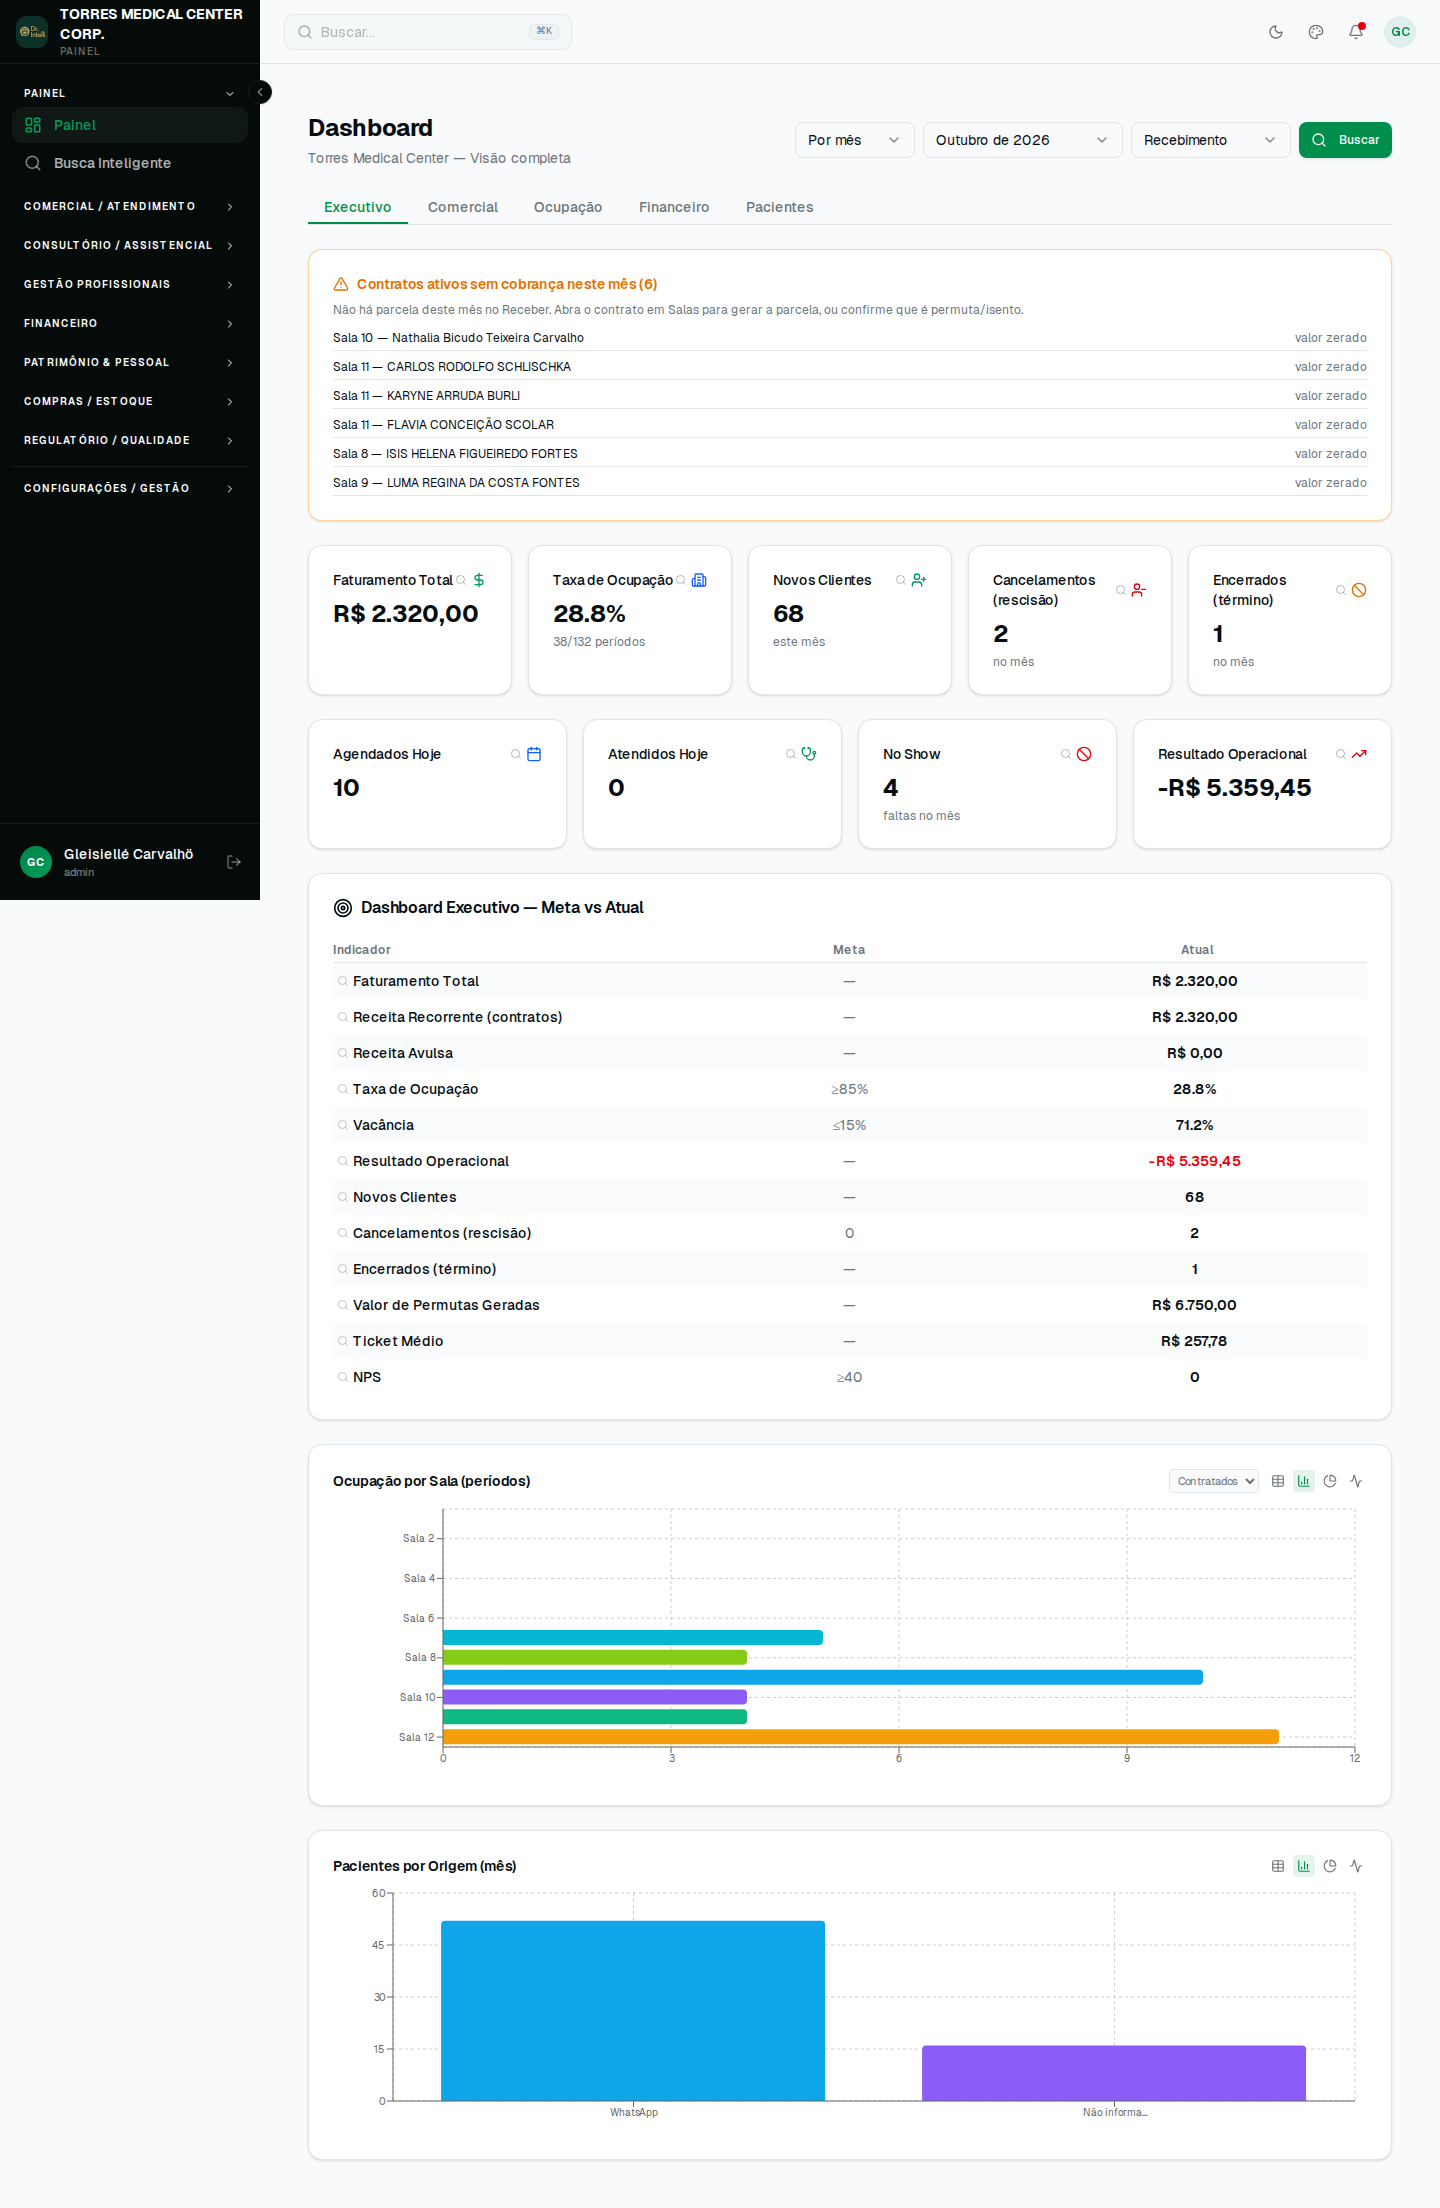 TORRES MEDICAL CENTER
CORP.
PAINEL
Buscar...
⌘K
GC
PAINEL
Painel
Busca Inteligente
COMERCIAL / ATENDIMENTO
CONSULTÓRIO / ASSISTENCIAL
GESTÃO PROFISSIONAIS
FINANCEIRO
PATRIMÔNIO & PESSOAL
COMPRAS / ESTOQUE
REGULATÓRIO / QUALIDADE
CONFIGURAÇÕES / GESTÃO
GC
Gleisiellé Carvalhö
admin
Dashboard
Torres Medical Center — Visão completa
Por mês
Outubro de 2026
Recebimento
Buscar
Executivo Comercial Ocupação Financeiro Pacientes
Contratos ativos sem cobrança neste mês (6)
Não há parcela deste mês no Receber. Abra o contrato em Salas para gerar a parcela, ou confirme que é permuta/isento.
Sala 10 — Nathalia Bicudo Teixeira Carvalho valor zerado
Sala 11 — CARLOS RODOLFO SCHLISCHKA valor zerado
Sala 11 — KARYNE ARRUDA BURLI valor zerado
Sala 11 — FLAVIA CONCEIÇÃO SCOLAR valor zerado
Sala 8 — ISIS HELENA FIGUEIREDO FORTES valor zerado
Sala 9 — LUMA REGINA DA COSTA FONTES valor zerado
Faturamento Total
R$ 2.320,00
Taxa de Ocupação
28.8%
38/132 períodos
Novos Clientes
68
este mês
Cancelamentos
(rescisão)
2
no mês
Encerrados
(término)
1
no mês
Agendados Hoje
10
Atendidos Hoje
0
No Show
4
faltas no mês
Resultado Operacional
-R$ 5.359,45
Dashboard Executivo — Meta vs Atual
Indicador Meta Atual
Faturamento Total — R$ 2.320,00
Receita Recorrente (contratos) — R$ 2.320,00
Receita Avulsa — R$ 0,00
Taxa de Ocupação ≥85% 28.8%
Vacância ≤15% 71.2%
Resultado Operacional — -R$ 5.359,45
Novos Clientes — 68
Cancelamentos (rescisão) 0 2
Encerrados (término) — 1
Valor de Permutas Geradas — R$ 6.750,00
Ticket Médio — R$ 257,78
NPS ≥40 0
Ocupação por Sala (períodos)
Contratados
Sala 2
Sala 4
Sala 6
Sala 8
Sala 10
Sala 12
0 3 6 9 12
Pacientes por Origem (mês)
60
45
30
15
0
WhatsApp Não informa...